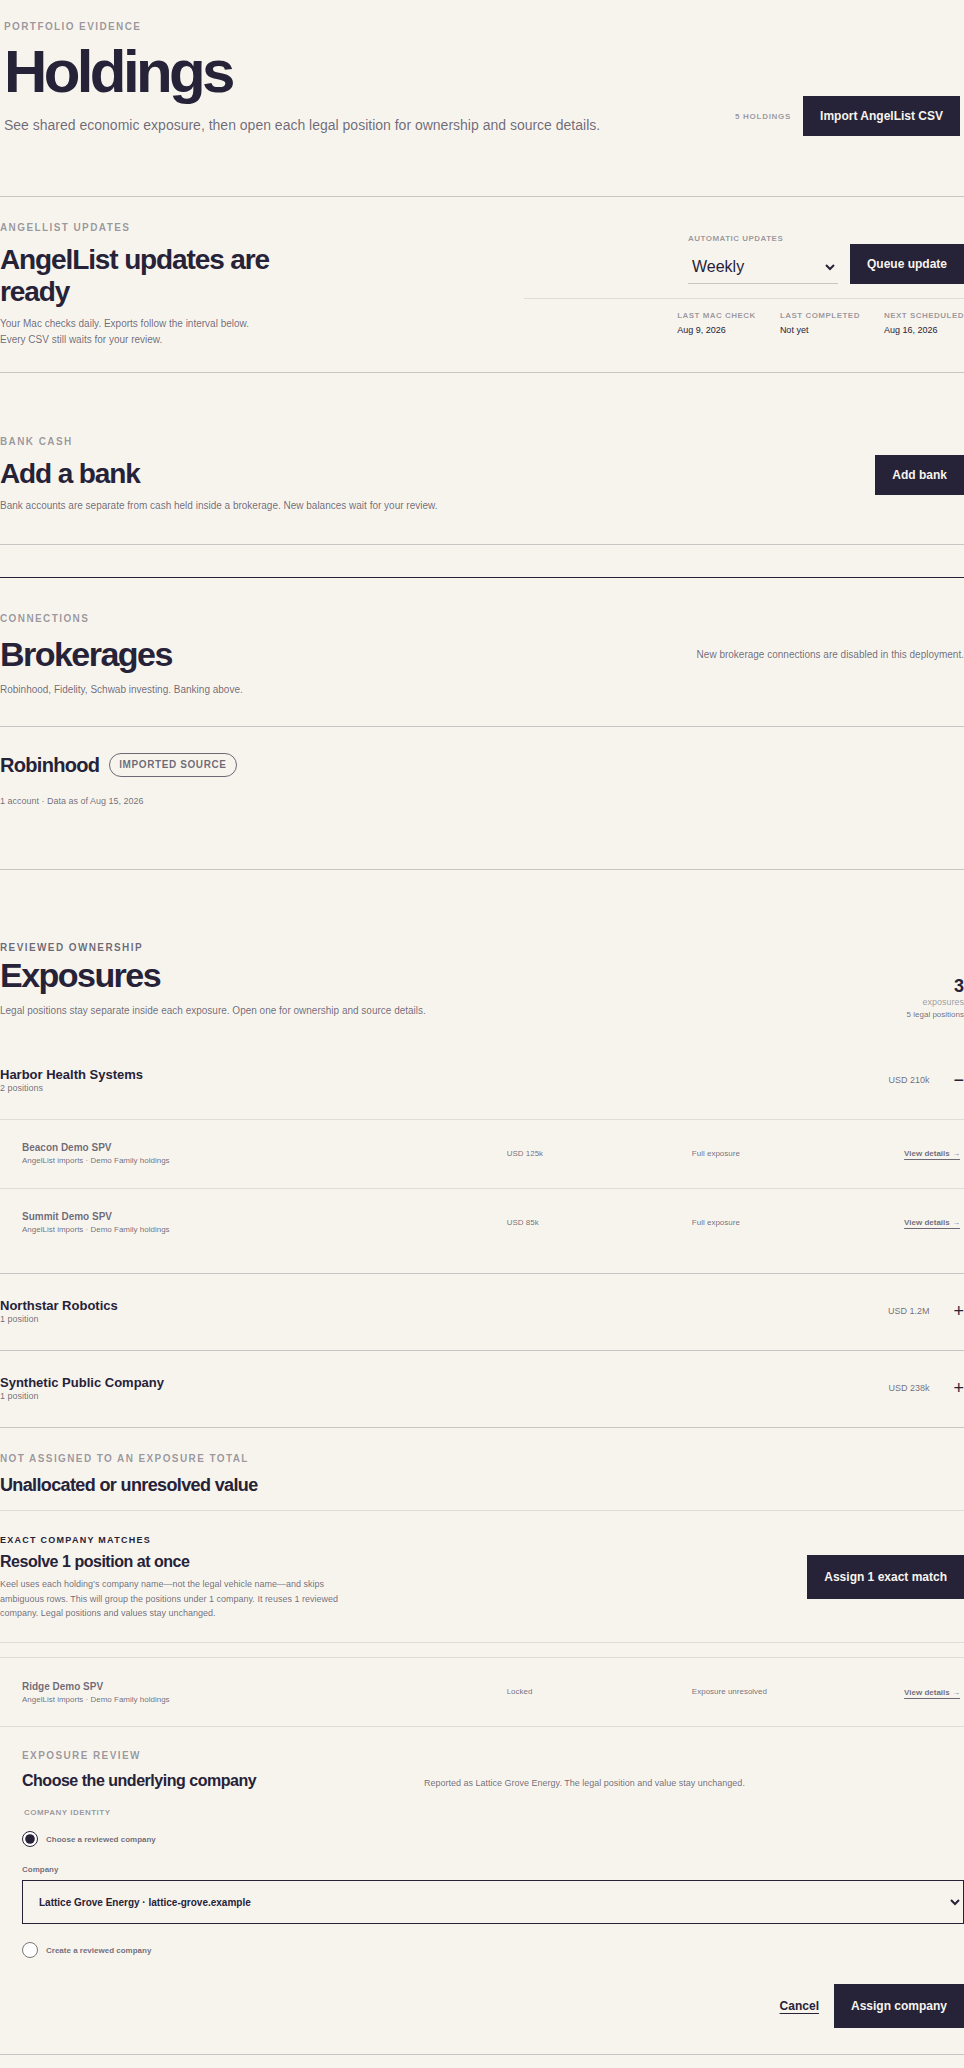 PORTFOLIO EVIDENCE
Holdings
See shared economic exposure, then open each legal position for ownership and source details.
5 HOLDINGS
Import AngelList CSV
ANGELLIST UPDATES
AngelList updates are
ready
Your Mac checks daily. Exports follow the interval below.
Every CSV still waits for your review.
AUTOMATIC UPDATES
Weekly
Queue update
LAST MAC CHECK
Aug 9, 2026
LAST COMPLETED
Not yet
NEXT SCHEDULED
Aug 16, 2026
BANK CASH
Add a bank
Bank accounts are separate from cash held inside a brokerage. New balances wait for your review.
Add bank
CONNECTIONS
Brokerages
Robinhood, Fidelity, Schwab investing. Banking above.
New brokerage connections are disabled in this deployment.
Robinhood
IMPORTED SOURCE
1 account · Data as of Aug 15, 2026
REVIEWED OWNERSHIP
Exposures
Legal positions stay separate inside each exposure. Open one for ownership and source details.
3
exposures
5 legal positions
Harbor Health Systems
2 positions
USD 210k
−
Beacon Demo SPV
AngelList imports · Demo Family holdings
USD 125k
Full exposure
View details →
Summit Demo SPV
AngelList imports · Demo Family holdings
USD 85k
Full exposure
View details →
Northstar Robotics
1 position
USD 1.2M
+
Synthetic Public Company
1 position
USD 238k
+
NOT ASSIGNED TO AN EXPOSURE TOTAL
Unallocated or unresolved value
EXACT COMPANY MATCHES
Resolve 1 position at once
Keel uses each holding's company name—not the legal vehicle name—and skips
ambiguous rows. This will group the positions under 1 company. It reuses 1 reviewed
company. Legal positions and values stay unchanged.
Assign 1 exact match
Ridge Demo SPV
AngelList imports · Demo Family holdings
Locked
Exposure unresolved
View details →
EXPOSURE REVIEW
Choose the underlying company
Reported as Lattice Grove Energy. The legal position and value stay unchanged.
COMPANY IDENTITY
Choose a reviewed company
Company
Lattice Grove Energy · lattice-grove.example
Create a reviewed company
Cancel
Assign company